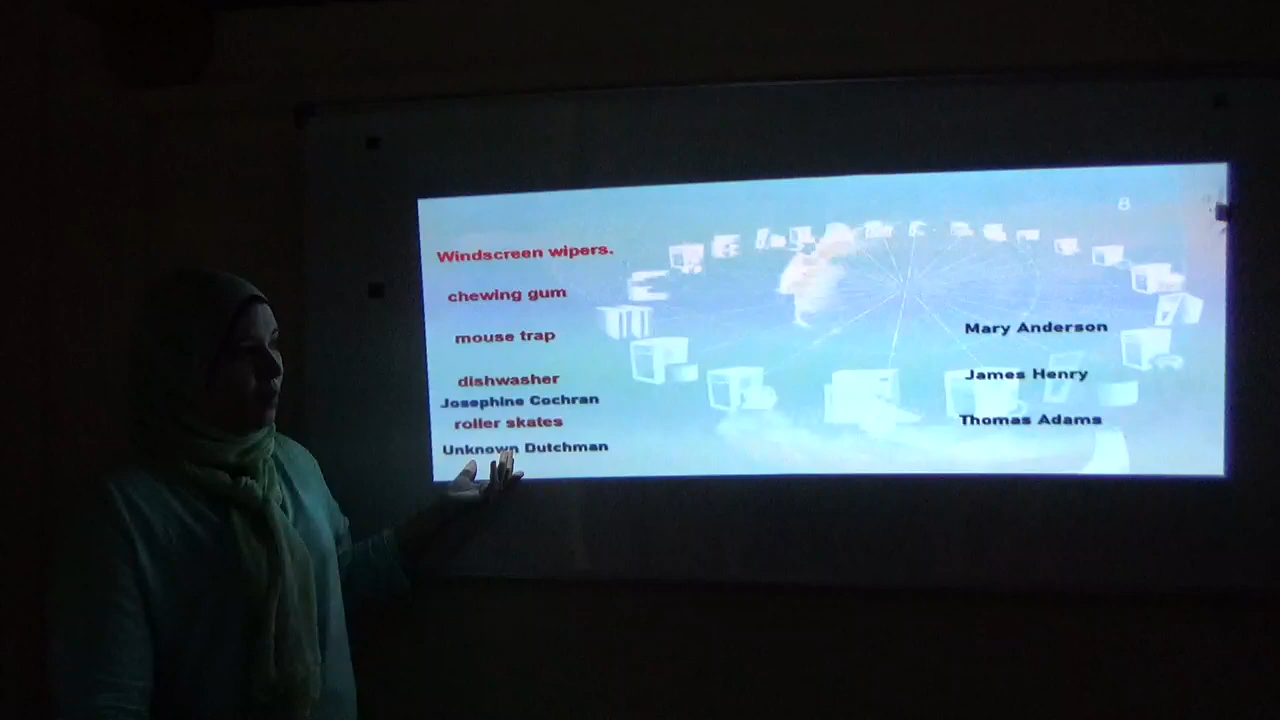 8
Windscreen wipers.
chewing gum
mouse trap
dishwasher
Josephine Cochran
roller skates
Unknown Dutchman
Mary Anderson
James Henry
Thomas Adams